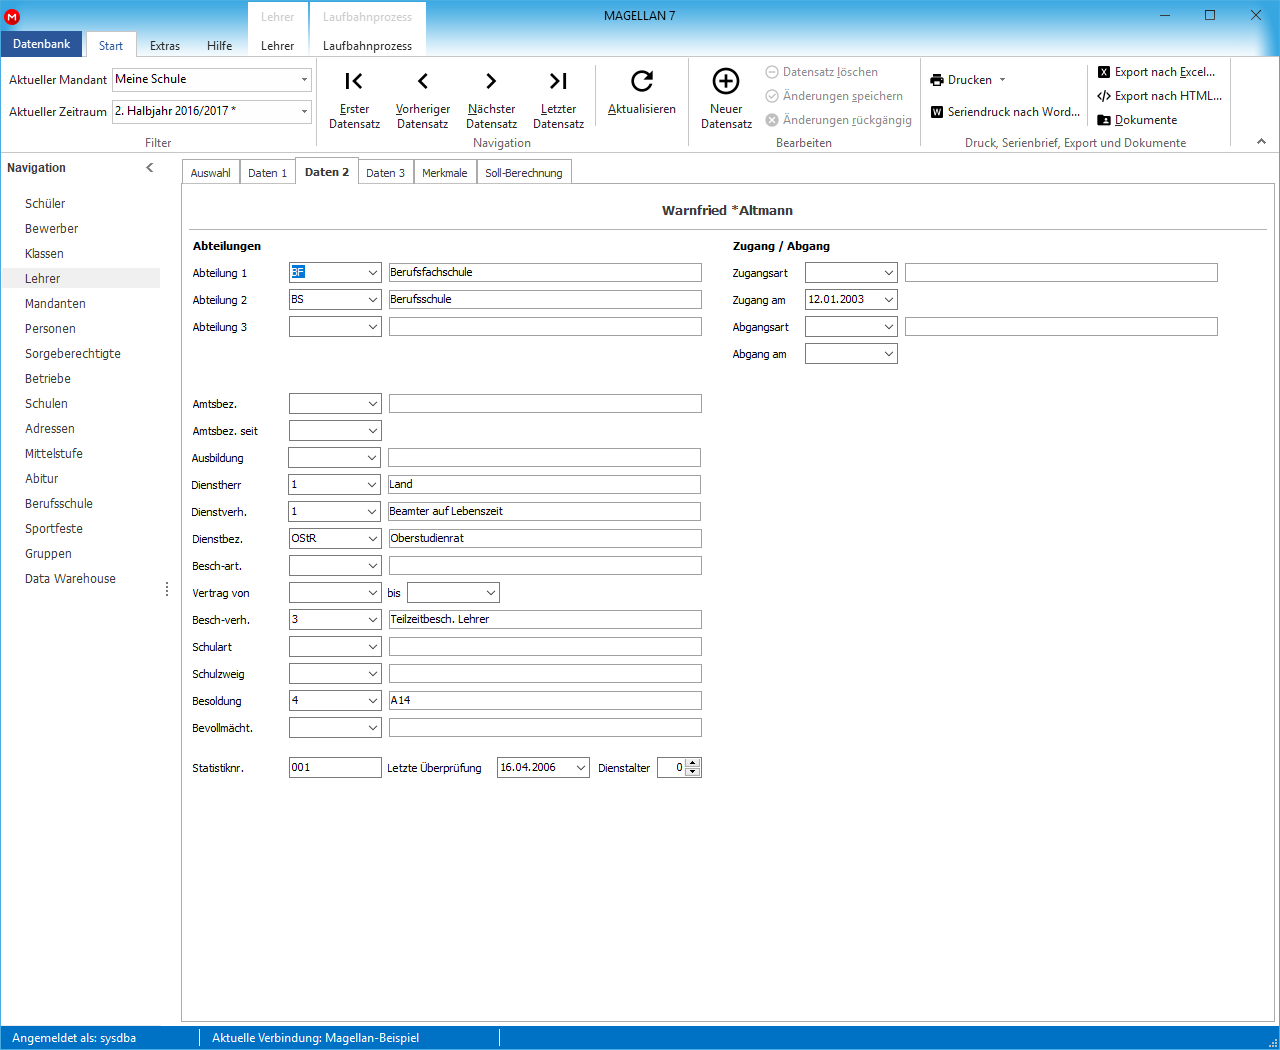 M
Lehrer
Laufbahnprozess
MAGELLAN 7
Datenbank
Start
Extras
Hilfe
Lehrer
Laufbahnprozess
Aktueller Mandant
Meine Schule
Aktueller Zeitraum
2. Halbjahr 2016/2017 *
Filter
Erster
Datensatz
Vorheriger
Datensatz
Nächster
Datensatz
Letzter
Datensatz
Aktualisieren
Navigation
Neuer
Datensatz
Datensatz löschen
Änderungen speichern
Änderungen rückgängig
Bearbeiten
Drucken
W Seriendruck nach Word...
X Export nach Excel...
</> Export nach HTML...
Dokumente
Druck, Serienbrief, Export und Dokumente
Navigation
Schüler
Bewerber
Klassen
Lehrer
Mandanten
Personen
Sorgeberechtigte
Betriebe
Schulen
Adressen
Mittelstufe
Abitur
Berufsschule
Sportfeste
Gruppen
Data Warehouse
Auswahl
Daten 1
Daten 2
Daten 3
Merkmale
Soll-Berechnung
Warnfried *Altmann
Abteilungen
Abteilung 1 BF Berufsfachschule
Abteilung 2 BS Berufsschule
Abteilung 3
Zugang / Abgang
Zugangsart
Zugang am 12.01.2003
Abgangsart
Abgang am
Amtsbez.
Amtsbez. seit
Ausbildung
Dienstherr 1 Land
Dienstverh. 1 Beamter auf Lebenszeit
Dienstbez. OStR Oberstudienrat
Besch-art.
Vertrag von bis
Besch-verh. 3 Teilzeitbesch. Lehrer
Schulart
Schulzweig
Besoldung 4 A14
Bevollmächt.
Statistiknr. 001 Letzte Überprüfung 16.04.2006 Dienstalter 0
Angemeldet als: sysdba
Aktuelle Verbindung: Magellan-Beispiel